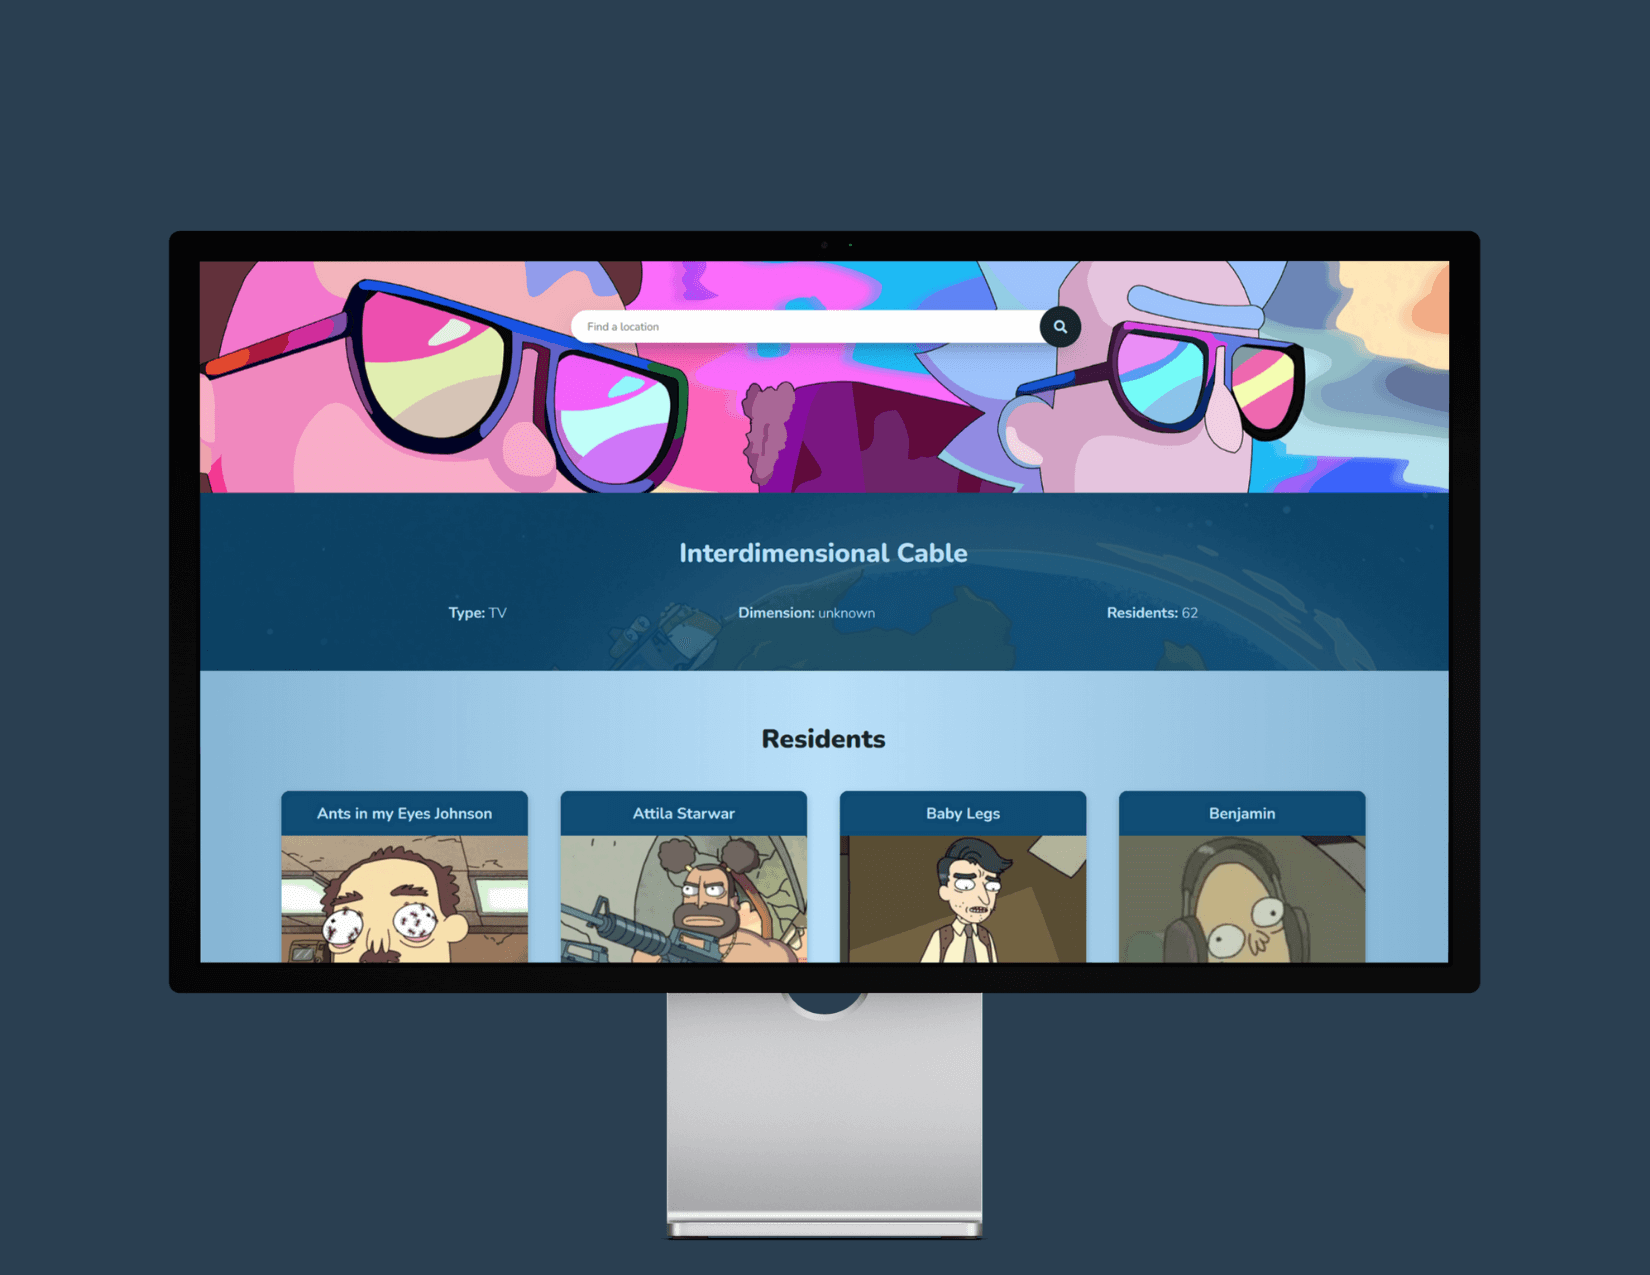 Find a location
Interdimensional Cable
Type: TV
Dimension: unknown
Residents: 62
Residents
Ants in my Eyes Johnson
Attila Starwar
Baby Legs
Benjamin